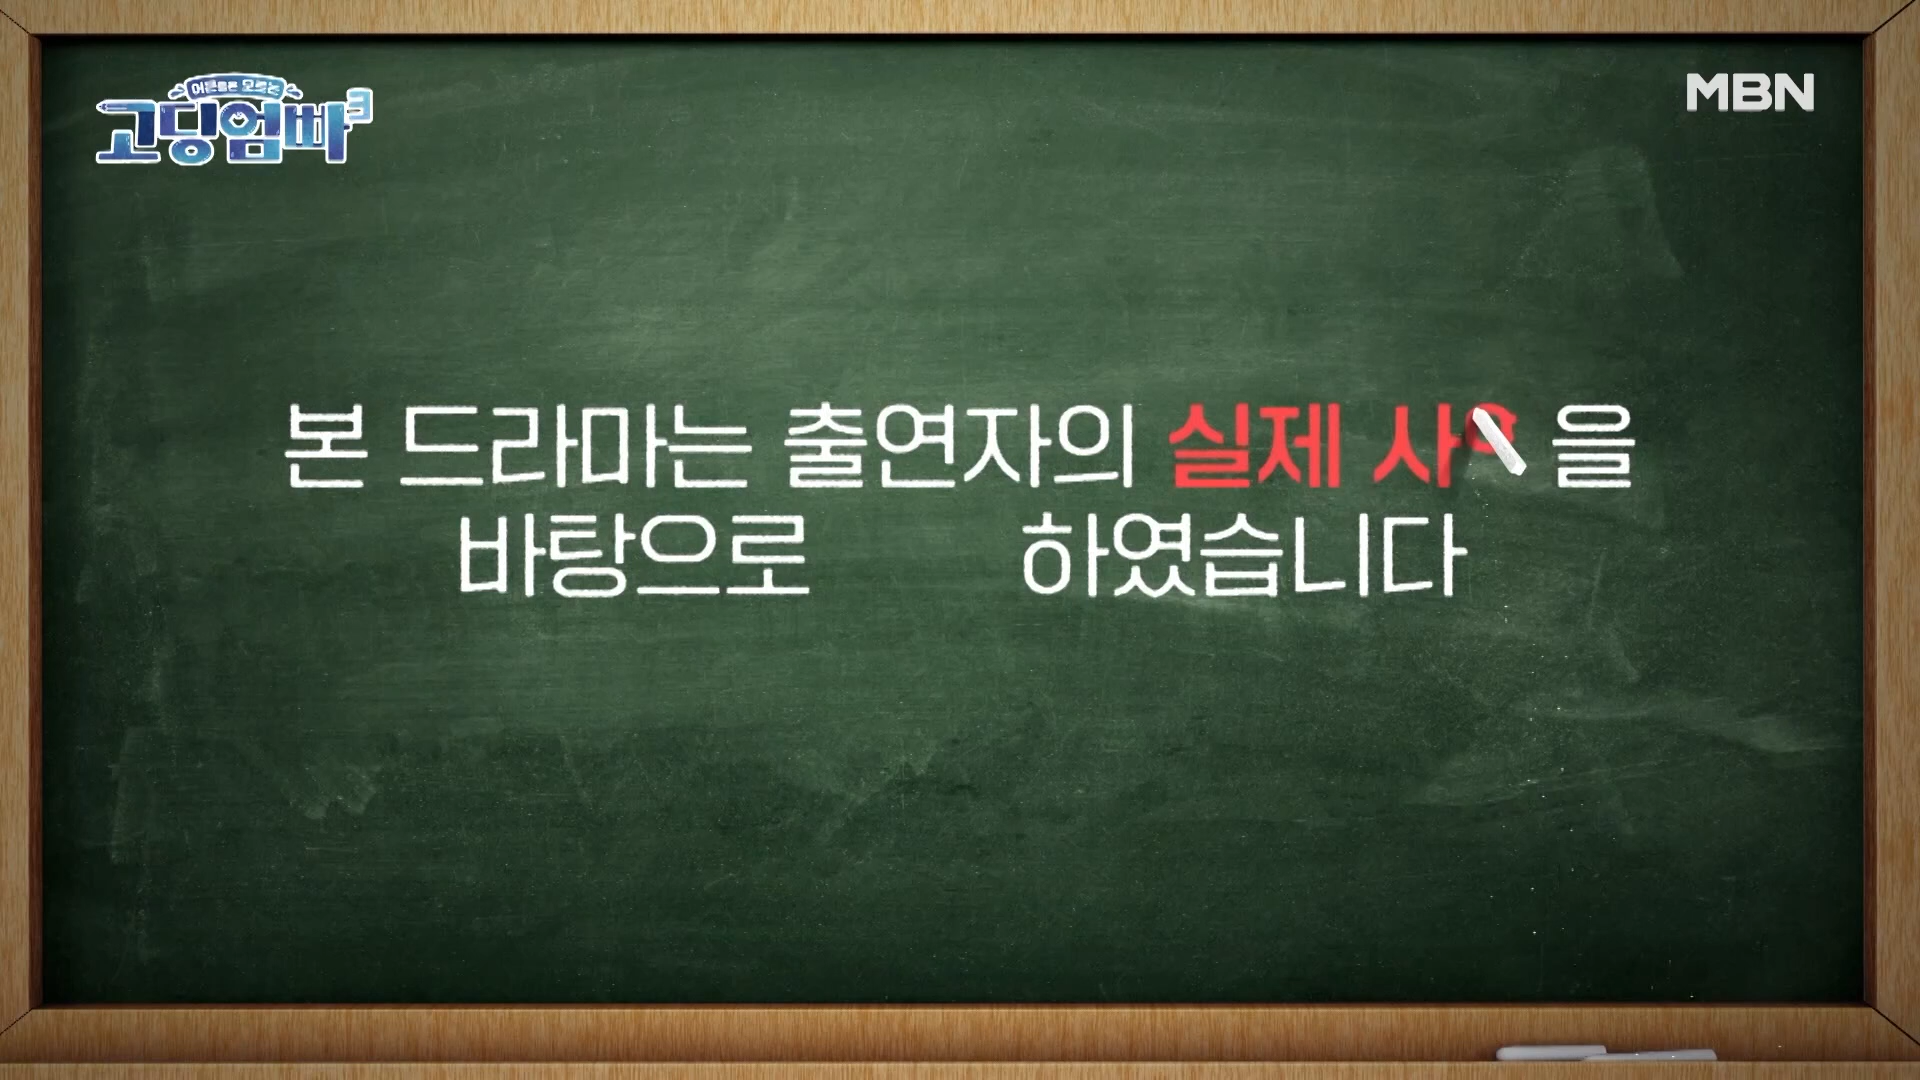 어른들은 모르는
고딩엄빠3
MBN
본 드라마는 출연자의 실제 사 을
바탕으로 하였습니다